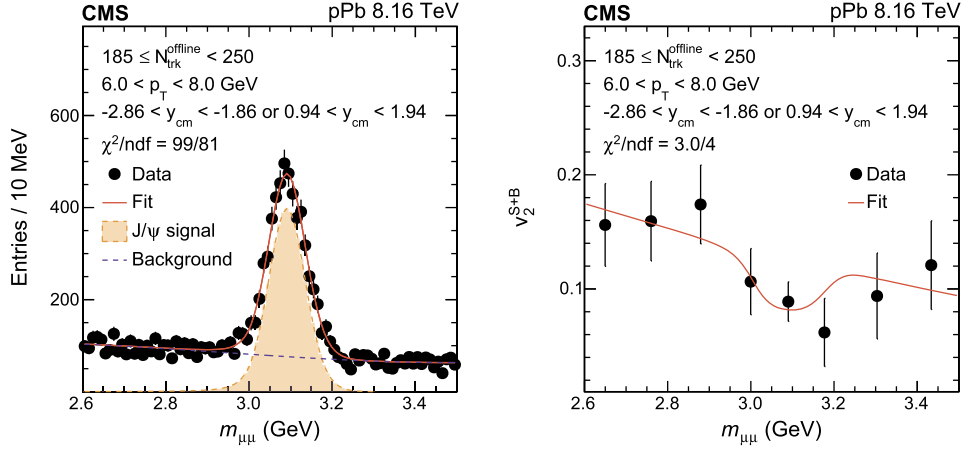 CMS pPb 8.16 TeV
185 ≤ N_trk^offline < 250
6.0 < p_T < 8.0 GeV
-2.86 < y_cm < -1.86 or 0.94 < y_cm < 1.94
χ²/ndf = 99/81
Data
Fit
J/ψ signal
Background
Entries / 10 MeV
600
400
200
2.6 2.8 3.0 3.2 3.4
m_μμ (GeV)
CMS pPb 8.16 TeV
185 ≤ N_trk^offline < 250
6.0 < p_T < 8.0 GeV
-2.86 < y_cm < -1.86 or 0.94 < y_cm < 1.94
χ²/ndf = 3.0/4
Data
Fit
v_2^S+B
0.3
0.2
0.1
2.6 2.8 3.0 3.2 3.4
m_μμ (GeV)